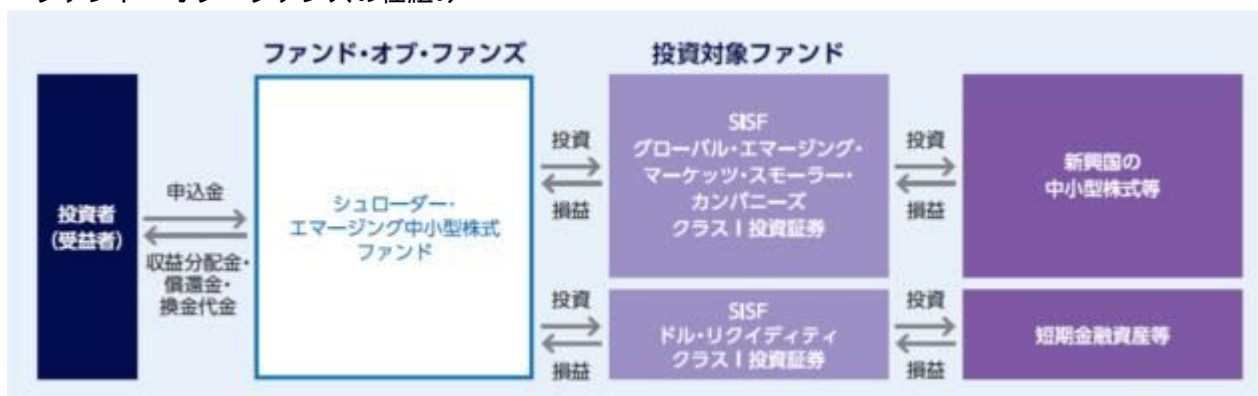 ファンド・オブ・ファンズ
投資対象ファンド
投資者
(受益者)
申込金
収益分配金・
償還金・
換金代金
シュローダー・
エマージング中小型株式
ファンド
投資
損益
SISF
グローバル・エマージング・
マーケッツ・スモーラー・
カンパニーズ
クラスI投資証券
投資
損益
新興国の
中小型株式等
投資
損益
SISF
ドル・リクイディティ
クラスI投資証券
投資
損益
短期金融資産等